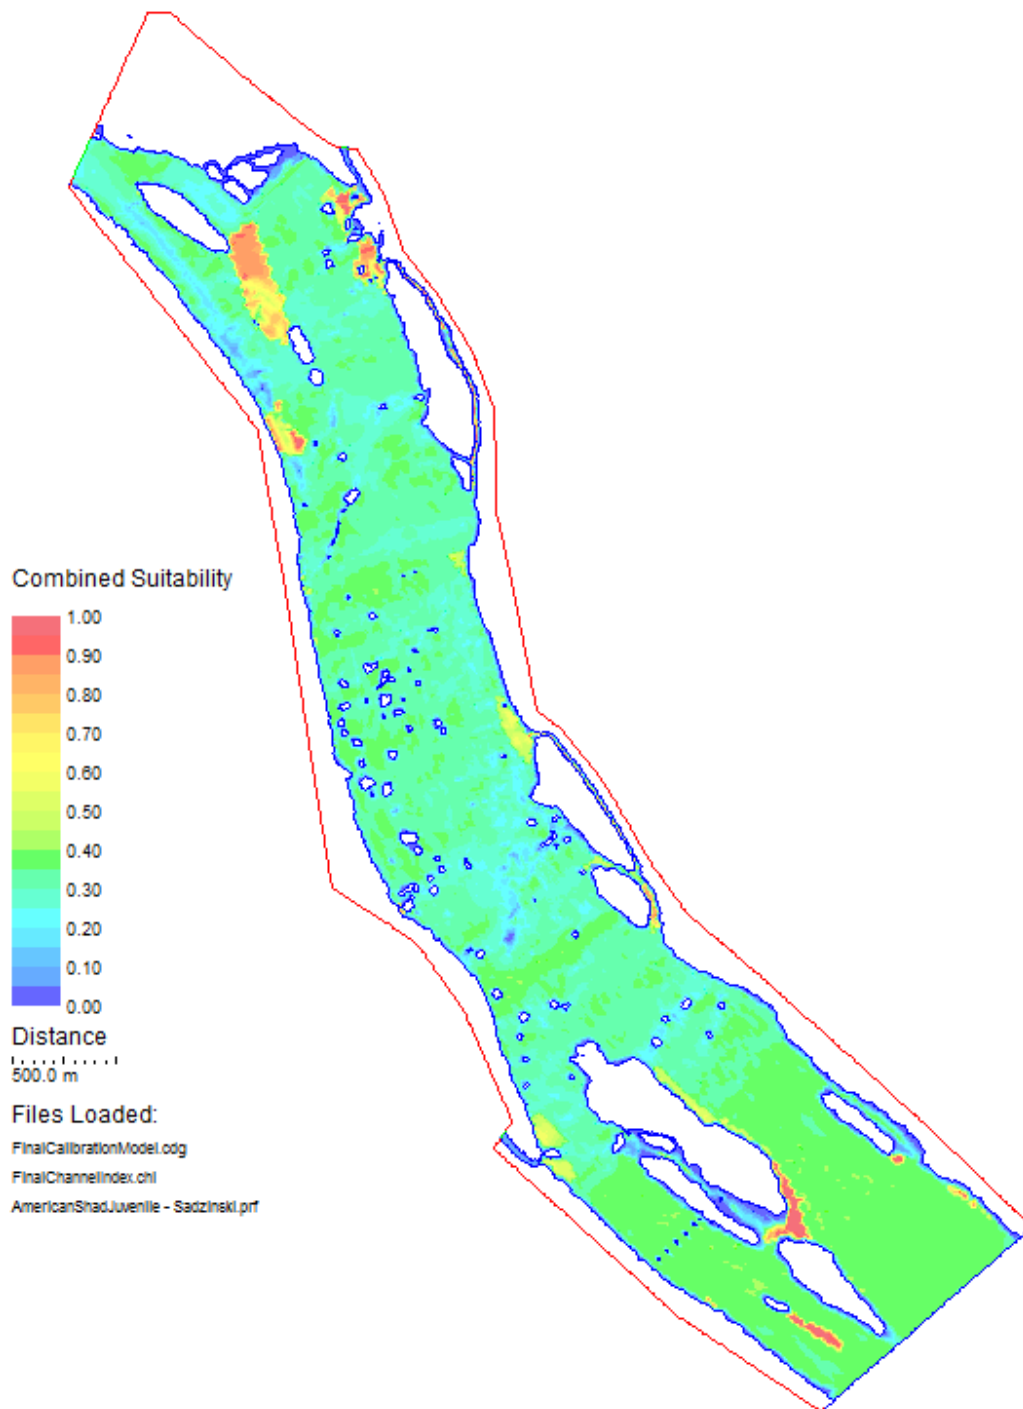 Combined Suitability
1.00
0.90
0.80
0.70
0.60
0.50
0.40
0.30
0.20
0.10
0.00
Distance
500.0 m
Files Loaded:
FinalCalibrationModel.cdg
FinalChannelIndex.chl
AmericanShadJuvenile - Sadzinski.prf